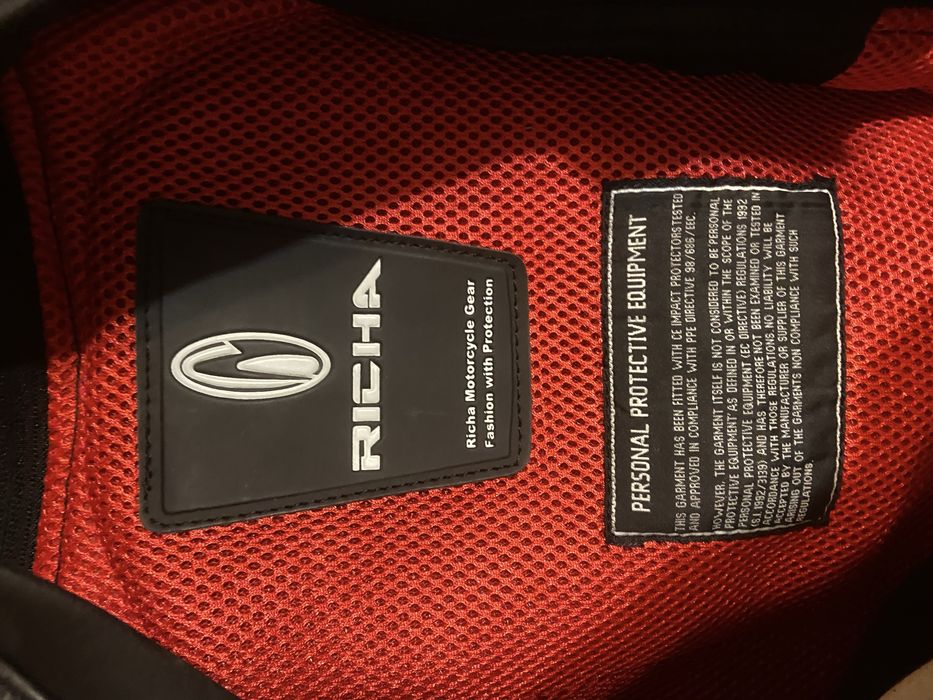 RICHA
Richa Motorcycle Gear
Fashion with Protection
PERSONAL PROTECTIVE EQUIPMENT
THIS GARMENT HAS BEEN FITTED WITH CE IMPACT PROTECTORS TESTED
AND APPROVED IN COMPLIANCE WITH PPE DIRECTIVE 98/686/EEC.
HOWEVER, THE GARMENT ITSELF IS NOT CONSIDERED TO BE 'PERSONAL
PROTECTIVE EQUIPMENT' AS DEFINED IN OR WITHIN THE SCOPE OF THE
PERSONAL PROTECTIVE EQUIPMENT (EC DIRECTIVE) REGULATIONS 1992
(S.I 1992/3139) AND HAS THEREFORE NOT BEEN EXAMINED OR TESTED IN
ACCORDANCE WITH THOSE REGULATIONS NO LIABILITY WILL BE
ACCEPTED BY THE MANUFACTURER OR SUPPLIER OF THIS GARMENT
ARISING OUT OF THE GARMENTS NON COMPLIANCE WITH SUCH
REGULATIONS.